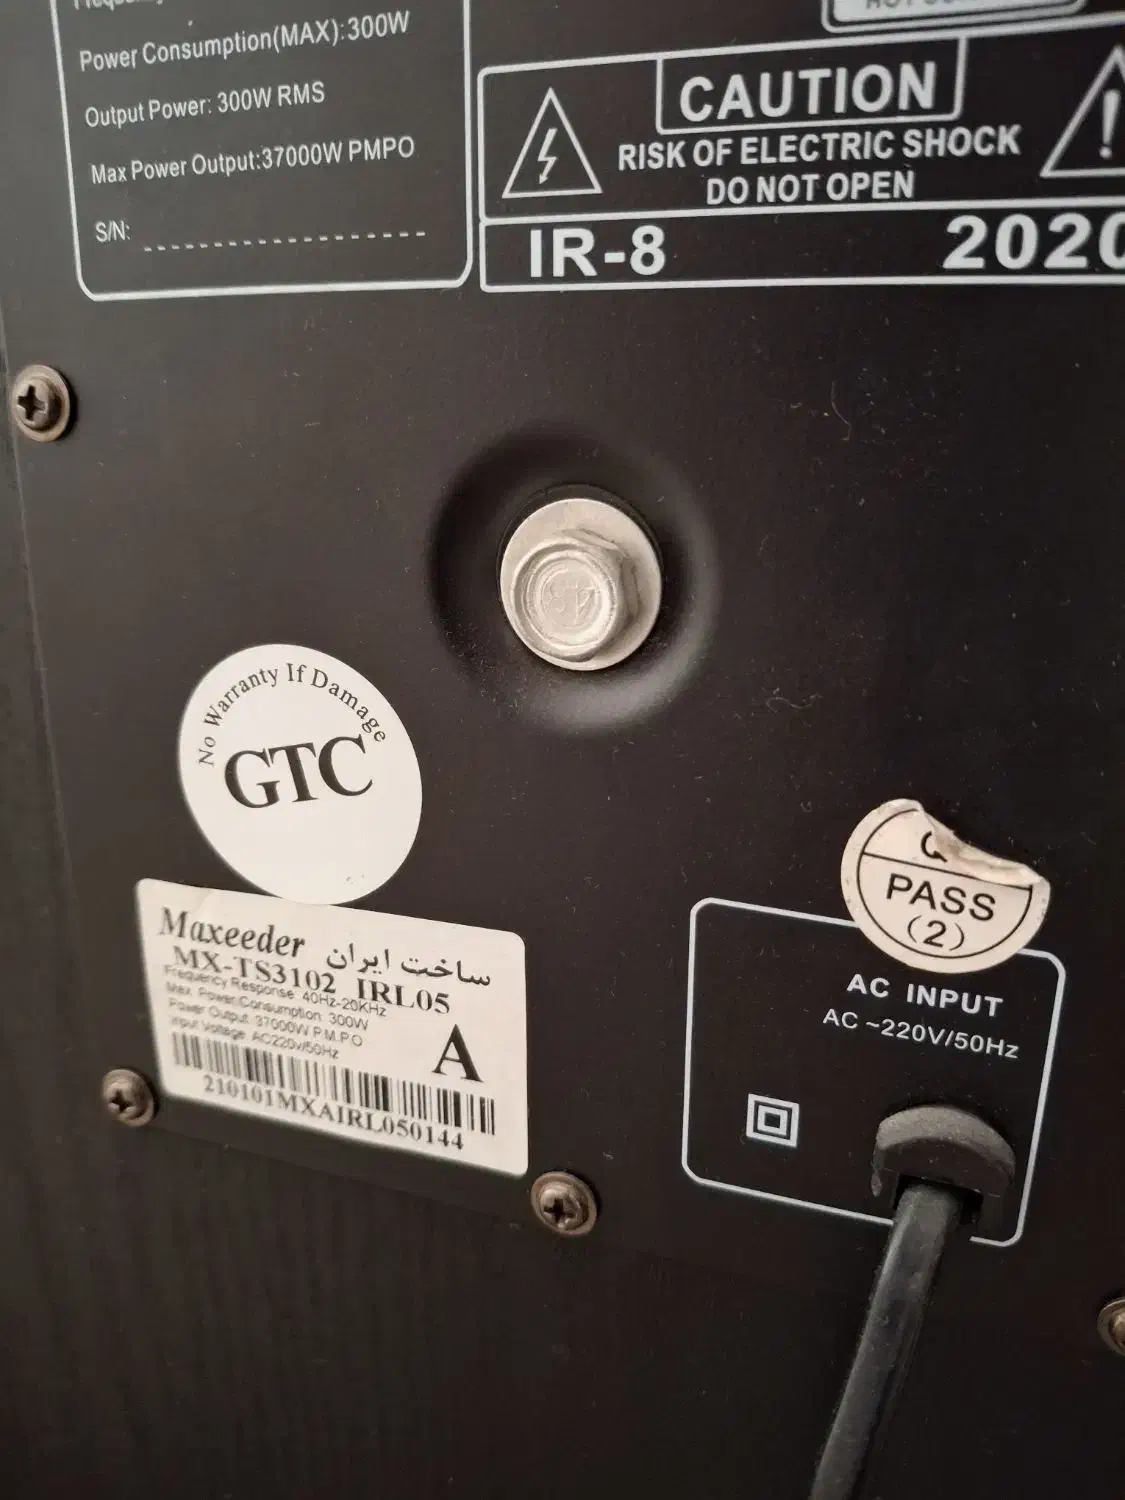 Power Consumption(MAX):300W
Output Power: 300W RMS
Max Power Output:37000W PMPO
S/N:
CAUTION
RISK OF ELECTRIC SHOCK
DO NOT OPEN
IR-8 2020
No Warranty If Damage
GTC
PASS
(2)
Maxeeder ساخت ایران
MX-TS3102 IRL05
Frequency Response: 40Hz-20KHz
Max. Power Consumption: 300W
Power Output: 37000W P.M.P.O
Input Voltage: AC220v/50Hz
A
210101MXAIRL050144
AC INPUT
AC ~220V/50Hz